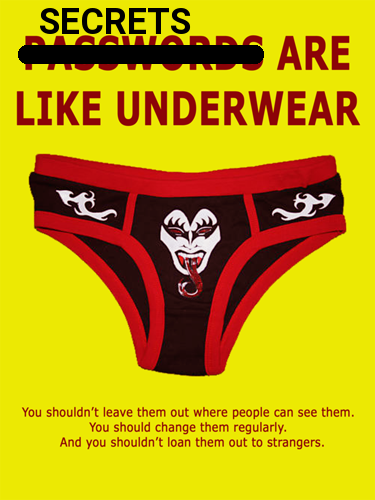 SECRETS
PASSWORDS ARE
LIKE UNDERWEAR
You shouldn't leave them out where people can see them.
You should change them regularly.
And you shouldn't loan them out to strangers.